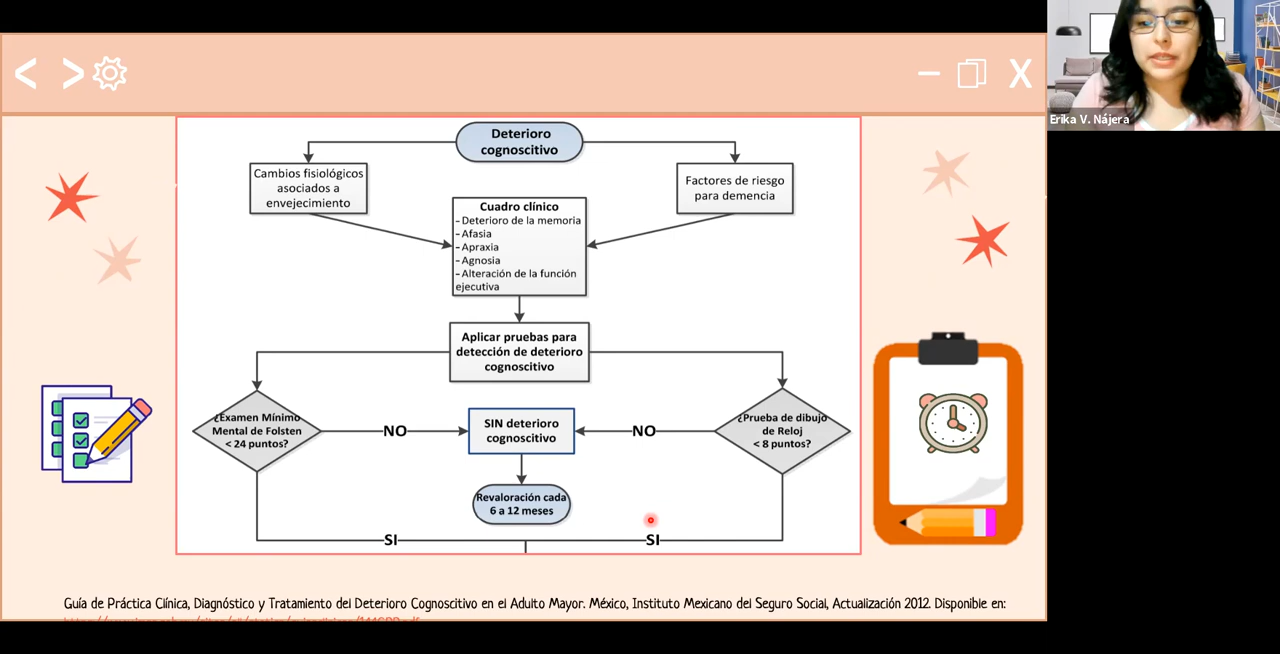 Deterioro
cognoscitivo
Cambios fisiológicos
asociados a
envejecimiento
Factores de riesgo
para demencia
Cuadro clínico
- Deterioro de la memoria
- Afasia
- Apraxia
- Agnosia
- Alteración de la función
ejecutiva
Aplicar pruebas para
detección de deterioro
cognoscitivo
¿Examen Mínimo
Mental de Folsten
< 24 puntos?
NO
SIN deterioro
cognoscitivo
NO
¿Prueba de dibujo
de Reloj
< 8 puntos?
Revaloración cada
6 a 12 meses
SI
SI
Guía de Práctica Clínica, Diagnóstico y Tratamiento del Deterioro Cognoscitivo en el Adulto Mayor. México, Instituto Mexicano del Seguro Social, Actualización 2012. Disponible en:
Erika V. Nájera